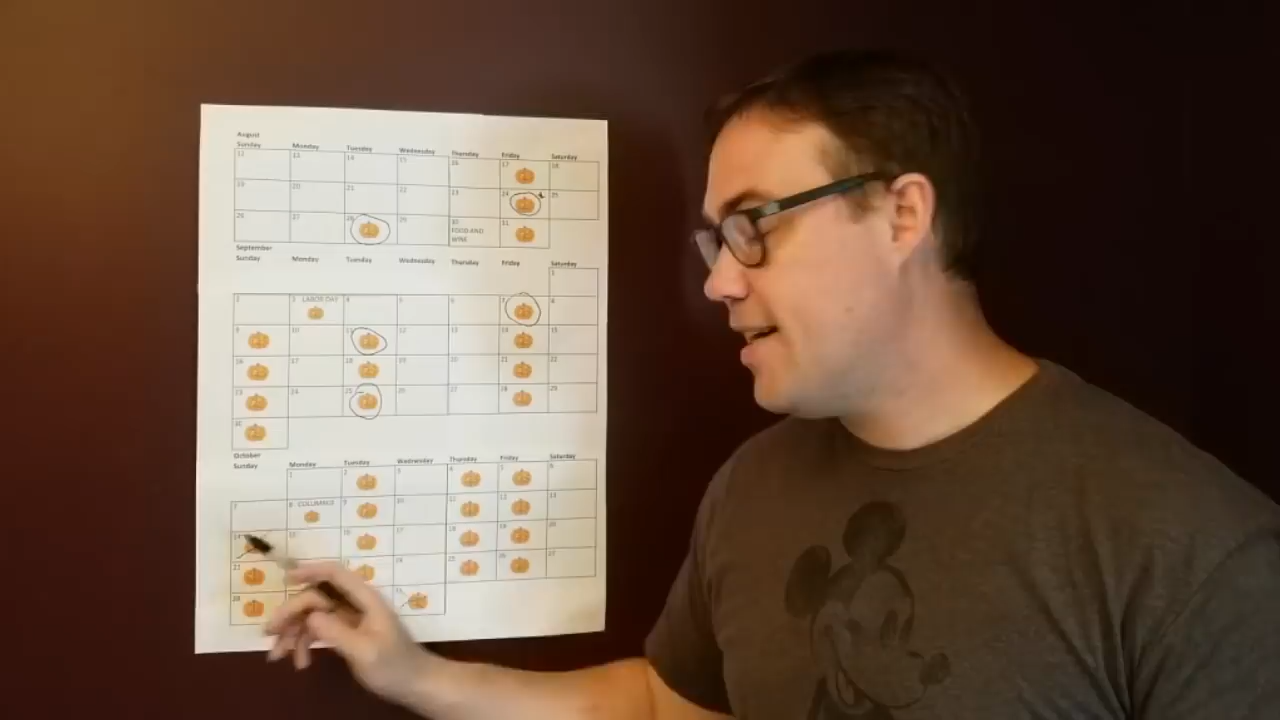 August
Sunday Monday Tuesday Wednesday Thursday Friday Saturday
11 13 14 15 16 17 18
19 20 21 22 23 24 25
26 27 28 29 30 31
FOOD AND
WINE
September
Sunday Monday Tuesday Wednesday Thursday Friday Saturday
1
2 3 LABOR DAY 4 5 6 7
9 10 11 12 13 14 15
16 17 18 19 20 21 22
23 24 25 26 27 28 29
30
October
Sunday Monday Tuesday Wednesday Thursday Friday Saturday
1 2 3 4 5 6
7 8 COLUMBUS 9 10 11 12 13
14 15 16 17 18 19 20
21 24 25 26 27
28 31